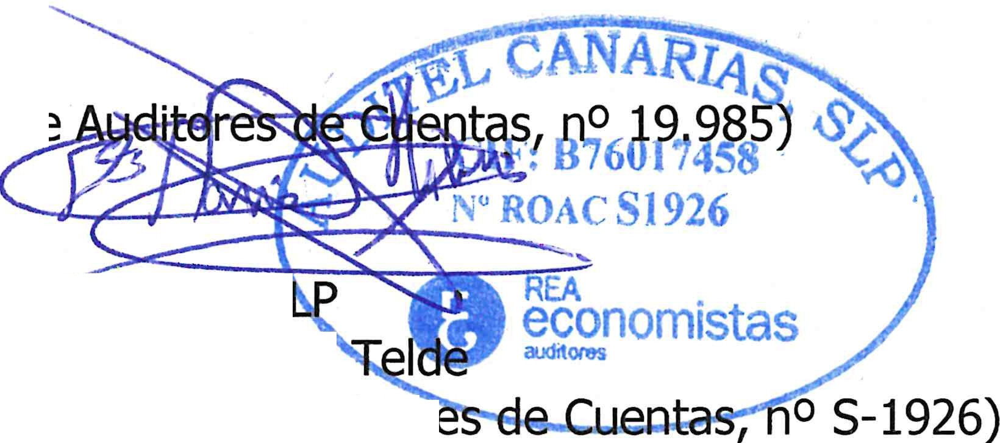 CANARIAS, SLP.
e Auditores de Cuentas, nº 19.985)
B76017458
Nº ROAC S1926
LP
REA
economistas
auditores
Telde
es de Cuentas, nº S-1926)